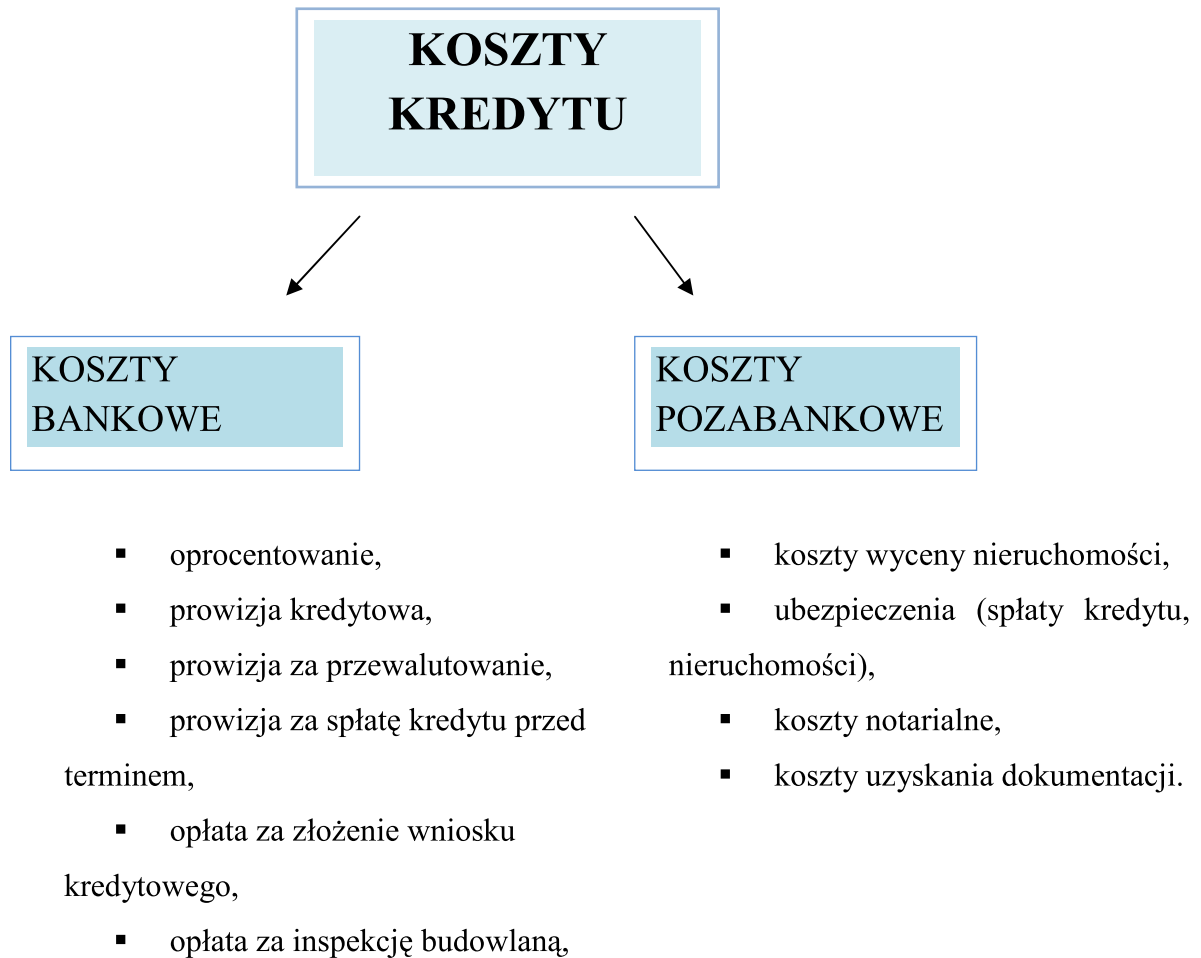 KOSZTY
KREDYTU
KOSZTY
BANKOWE
▪ oprocentowanie,
▪ prowizja kredytowa,
▪ prowizja za przewalutowanie,
▪ prowizja za spłatę kredytu przed
terminem,
▪ opłata za złożenie wniosku
kredytowego,
▪ opłata za inspekcję budowlaną,
KOSZTY
POZABANKOWE
▪ koszty wyceny nieruchomości,
▪ ubezpieczenia (spłaty kredytu,
nieruchomości),
▪ koszty notarialne,
▪ koszty uzyskania dokumentacji.